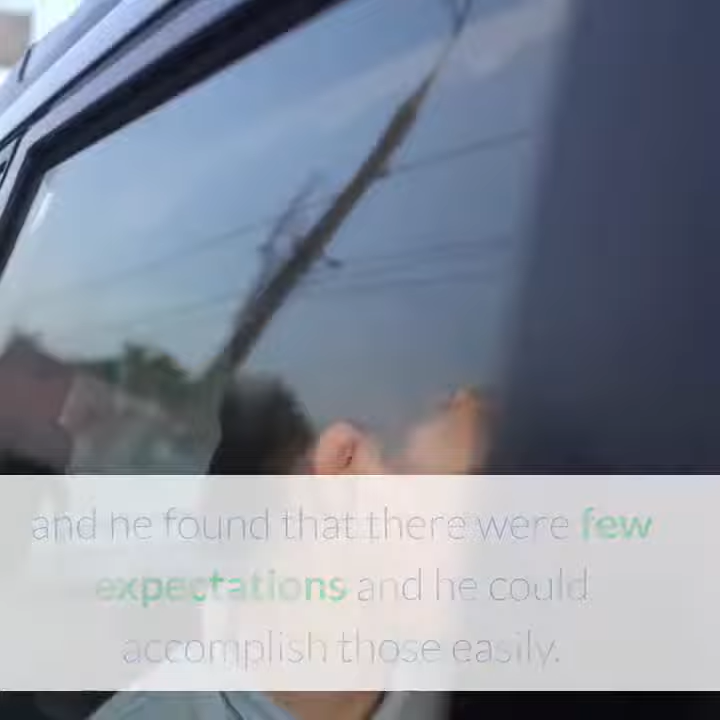 and he found that there were few
expectations and he could
accomplish those easily.